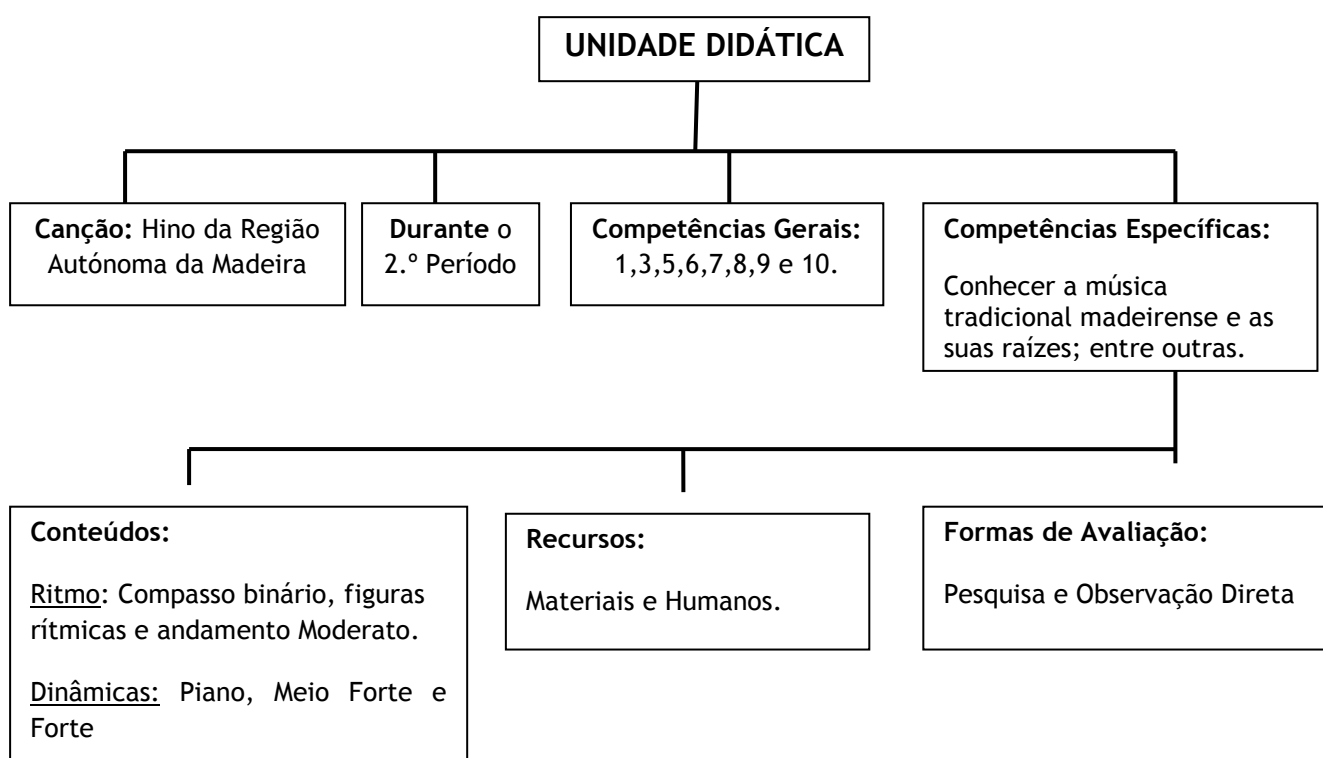 UNIDADE DIDÁTICA
Canção: Hino da Região
Autónoma da Madeira
Durante o
2.º Período
Competências Gerais:
1,3,5,6,7,8,9 e 10.
Competências Específicas:
Conhecer a música
tradicional madeirense e as
suas raízes; entre outras.
Conteúdos:
Ritmo: Compasso binário, figuras
rítmicas e andamento Moderato.
Dinâmicas: Piano, Meio Forte e
Forte
Recursos:
Materiais e Humanos.
Formas de Avaliação:
Pesquisa e Observação Direta